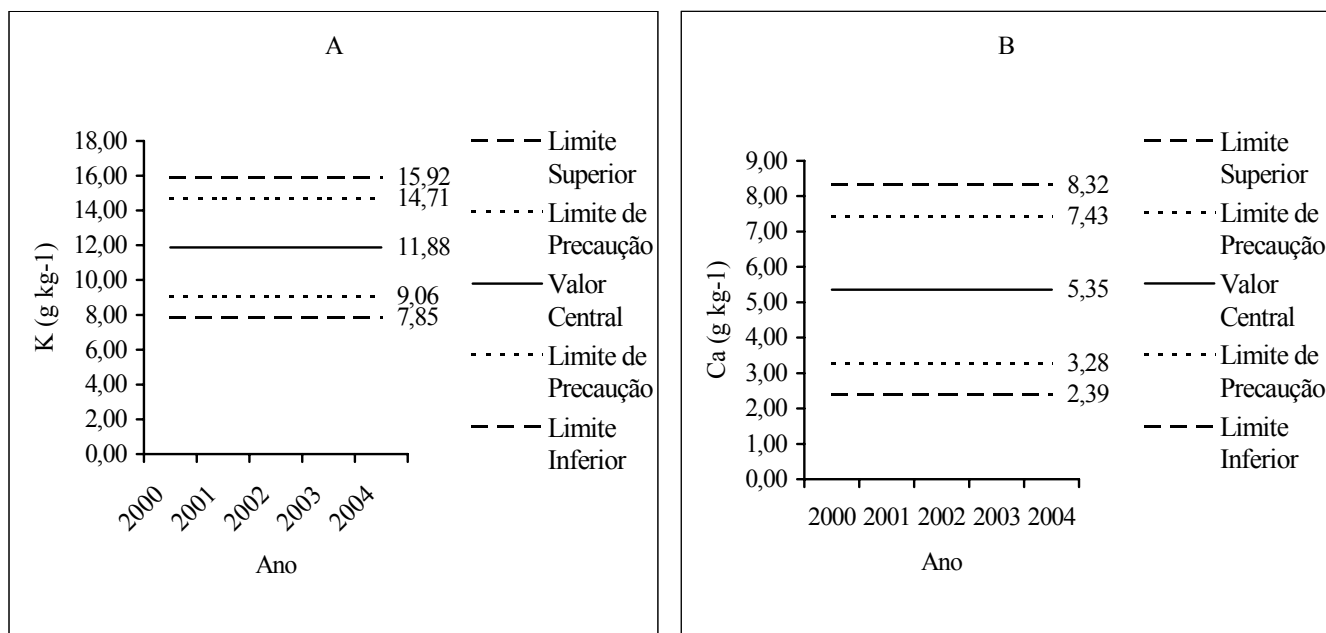 A
18,00
16,00
14,00
12,00
10,00
8,00
6,00
4,00
2,00
0,00
K (g kg-1)
15,92
14,71
11,88
9,06
7,85
2000
2001
2002
2003
2004
Ano
Limite
Superior
Limite de
Precaução
Valor
Central
Limite de
Precaução
Limite
Inferior
B
9,00
8,00
7,00
6,00
5,00
4,00
3,00
2,00
1,00
0,00
Ca (g kg-1)
8,32
7,43
5,35
3,28
2,39
2000 2001 2002 2003 2004
Ano
Limite
Superior
Limite de
Precaução
Valor
Central
Limite de
Precaução
Limite
Inferior